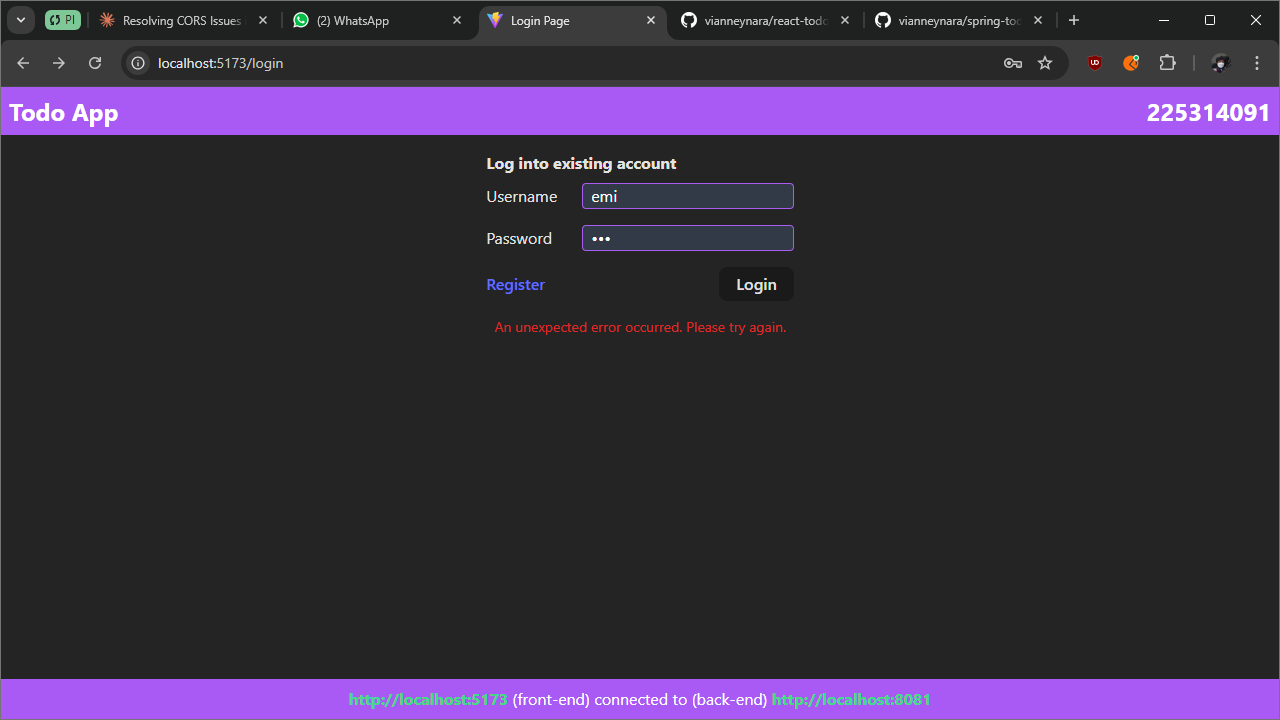 PI
Resolving CORS Issues
(2) WhatsApp
Login Page
vianneynara/react-todo
vianneynara/spring-to
localhost:5173/login
Todo App
225314091
Log into existing account
Username
emi
Password
•••
Register
Login
An unexpected error occurred. Please try again.
http://localhost:5173 (front-end) connected to (back-end) http://localhost:8081